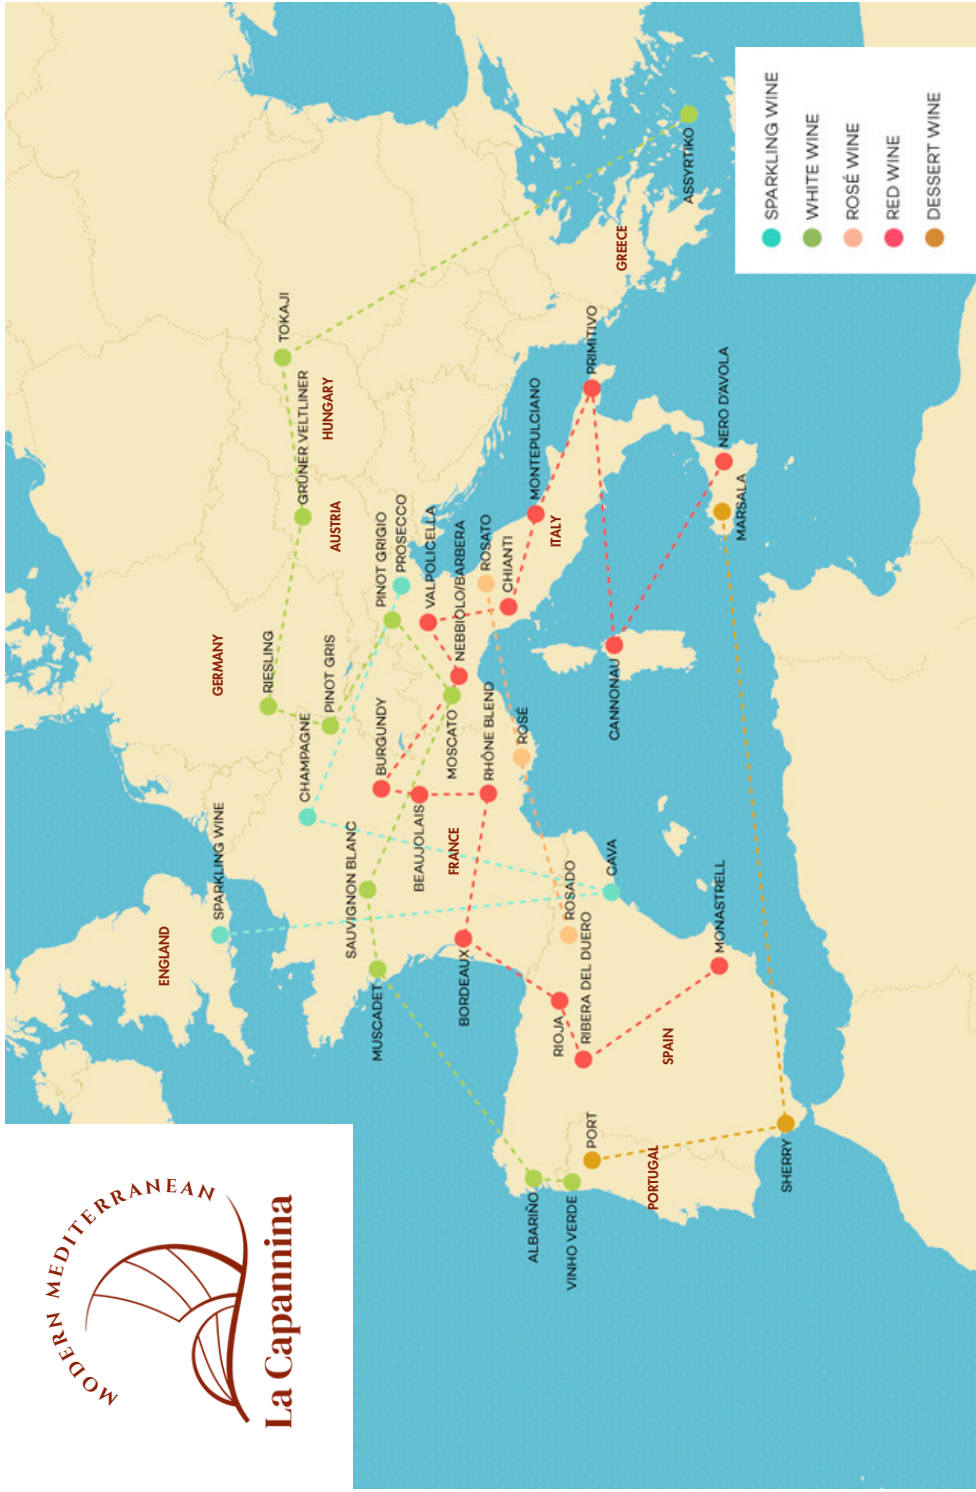 MODERN MEDITERRANEAN
La Capannina
ENGLAND
SPARKLING WINE
GERMANY
RIESLING
TOKAJI
CHAMPAGNE
PINOT GRIS
GRÜNER VELTLINER
HUNGARY
AUSTRIA
SAUVIGNON BLANC
BURGUNDY
PINOT GRIGIO
PROSECCO
MUSCADET
BEAUJOLAIS
VALPOLICELLA
FRANCE
MOSCATO
NEBBIOLO/BARBERA
BORDEAUX
RHÔNE BLEND
ROSATO
CHIANTI
ROSÉ
MONTEPULCIANO
ITALY
ALBARIÑO
RIOJA
ROSADO
VINHO VERDE
PORT
RIBERA DEL DUERO
CAVA
CANNONAU
PRIMITIVO
GREECE
PORTUGAL
SPAIN
ASSYRTIKO
MONASTRELL
MARSALA
NERO D'AVOLA
SHERRY
SPARKLING WINE
WHITE WINE
ROSÉ WINE
RED WINE
DESSERT WINE